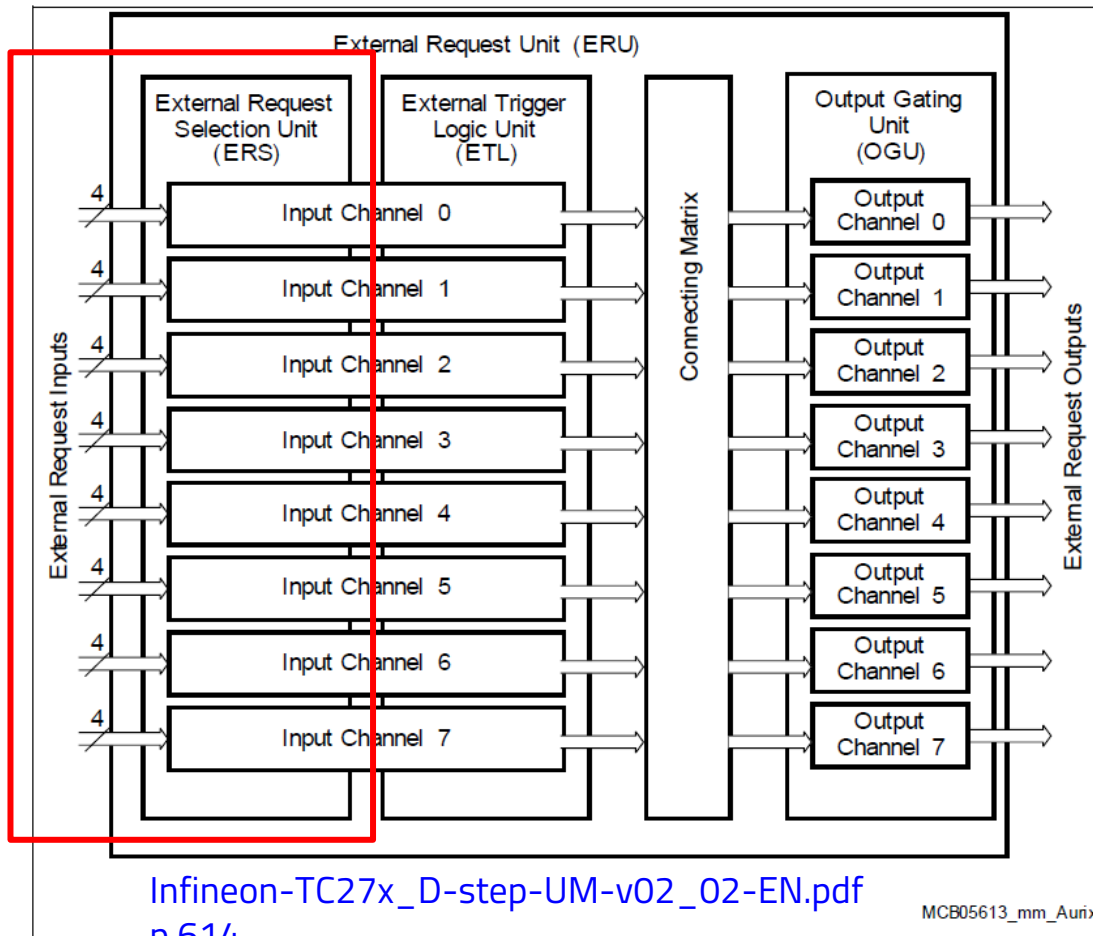 External Request Unit (ERU)
External Request
Selection Unit
(ERS)
External Trigger
Logic Unit
(ETL)
Output Gating
Unit
(OGU)
External Request Inputs
4
Input Channel 0
4
Input Channel 1
4
Input Channel 2
4
Input Channel 3
4
Input Channel 4
4
Input Channel 5
4
Input Channel 6
4
Input Channel 7
Connecting Matrix
Output
Channel 0
Output
Channel 1
Output
Channel 2
Output
Channel 3
Output
Channel 4
Output
Channel 5
Output
Channel 6
Output
Channel 7
External Request Outputs
Infineon-TC27x_D-step-UM-v02_02-EN.pdf
p.614
MCB05613_mm_Aurix